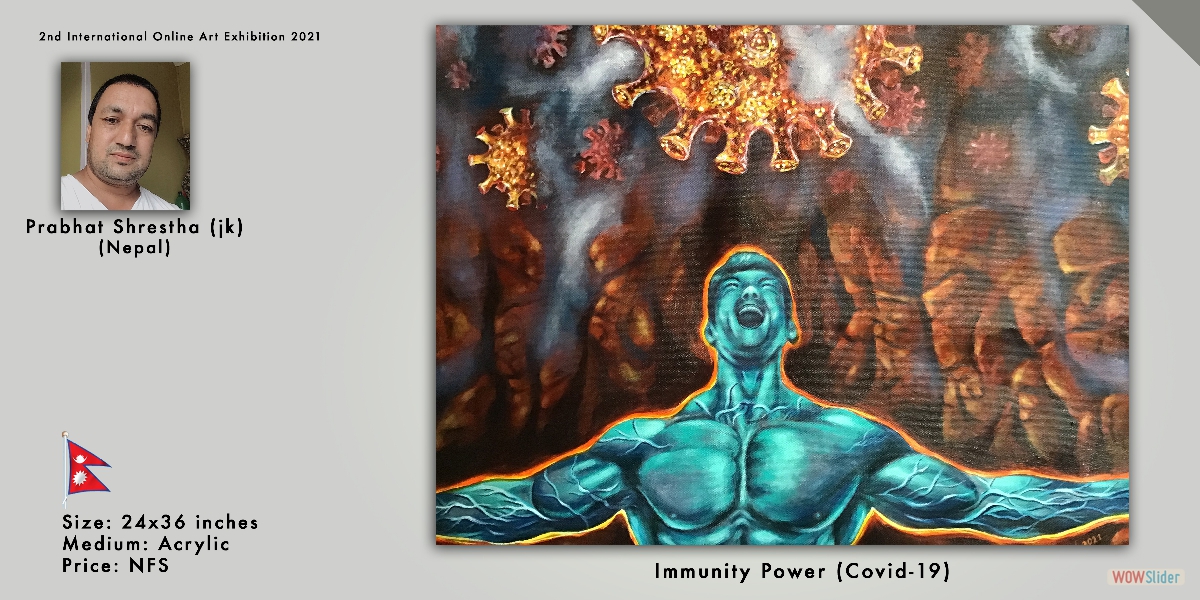 2nd International Online Art Exhibition 2021
Prabhat Shrestha (jk)
(Nepal)
Size: 24x36 inches
Medium: Acrylic
Price: NFS
2021
Immunity Power (Covid-19)
WOWSlider